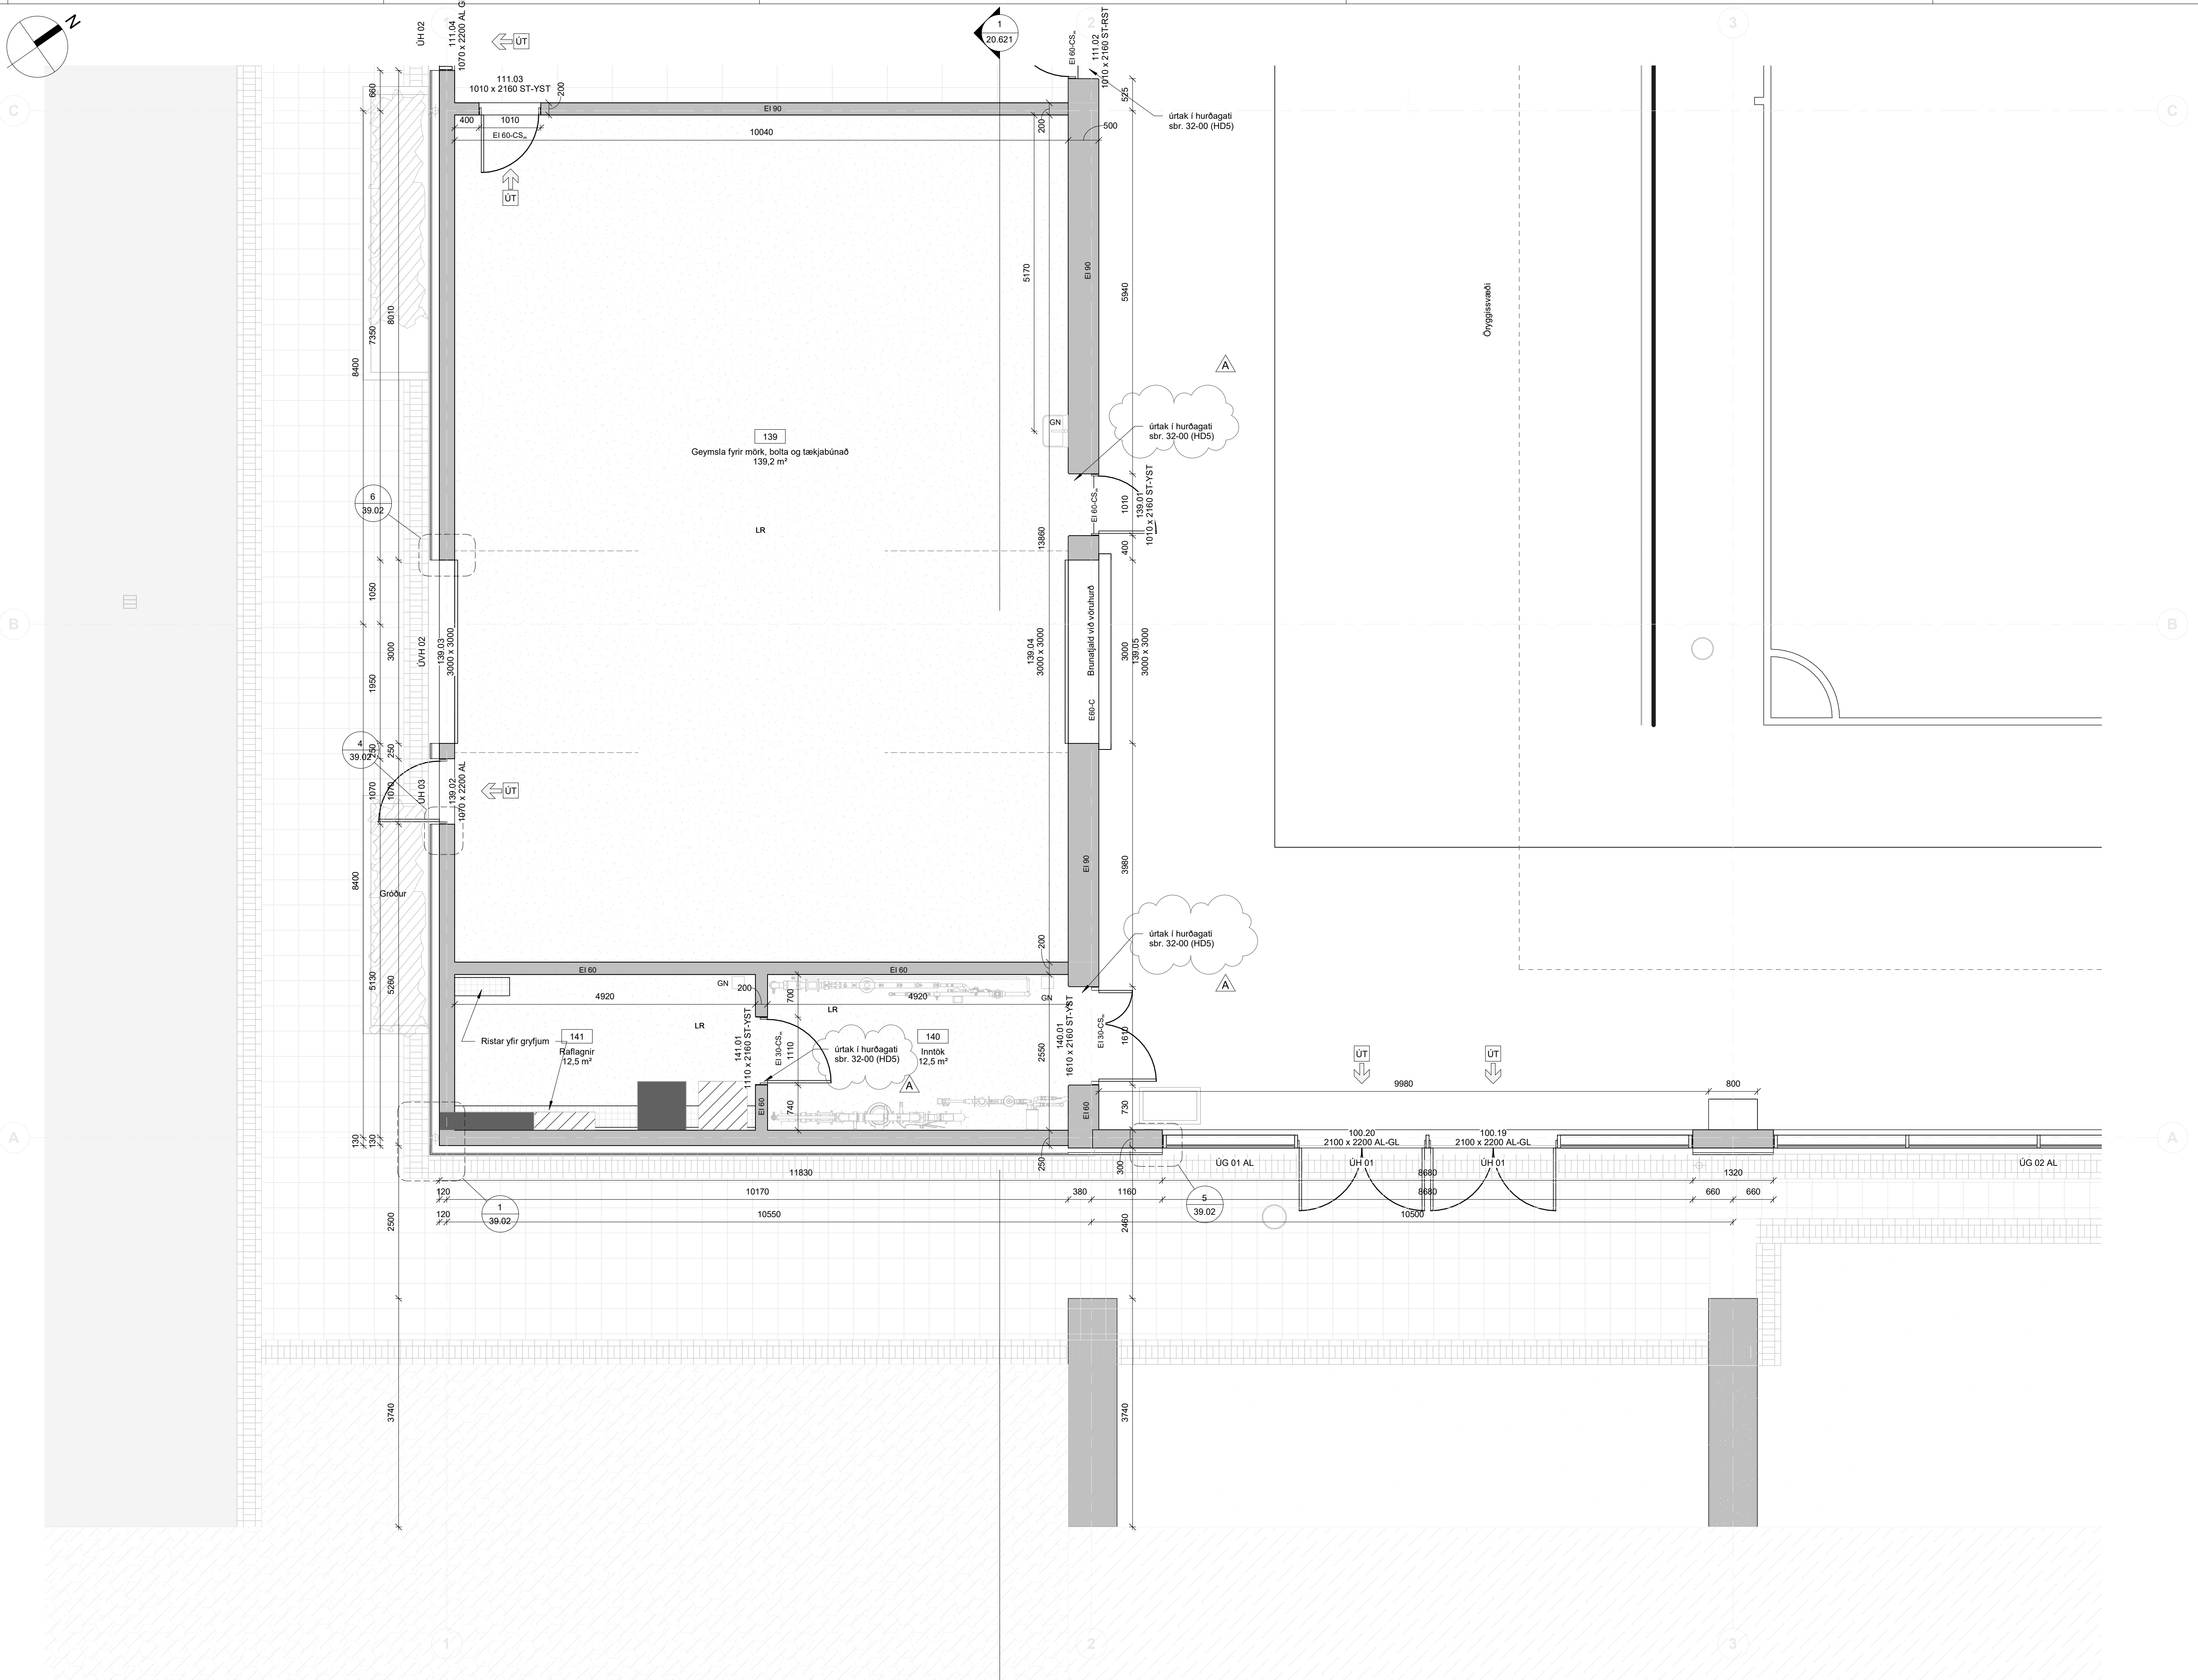 N
ÚH 02
111.04
1070 x 2200 AL G
ÚT
1
20.621
EI 60-CSm
2
111.02
1010 x 2160 ST-RST
3
C
660
111.03
1010 x 2160 ST-YST
200
EI 90
400
1010
EI 60-CSm
10040
200
500
525
úrtak í hurðagati
sbr. 32-00 (HD5)
C
ÚT
8400
7350
8010
5170
EI 90
5940
Öryggissvæði
A
139
Geymsla fyrir mörk, bolta og tækjabúnað
139,2 m²
GN
úrtak í hurðagati
sbr. 32-00 (HD5)
6
39.02
LR
13860
EI 60-CSm
1010
139.01
1010 x 2160 ST-YST
400
B
1050
1950
3000
ÚVH 02
139.03
3000 x 3000
139.04
3000 x 3000
Brunatjald við vöruhurð
E60-C
3000
139.05
3000 x 3000
B
4
39.02
250
250
1070
1070
ÚH 03
139.02
1070 x 2200 AL
ÚT
8400
Gróður
5130
5260
EI 90
3980
úrtak í hurðagati
sbr. 32-00 (HD5)
A
200
EI 60
EI 60
GN
200
4920
700
4920
GN
LR
LR
Ristar yfir gryfjum
141
Raflagnir
12,5 m²
141.01
1110 x 2160 ST-YST
EI 30-CSm
1110
úrtak í hurðagati
sbr. 32-00 (HD5)
A
140
Inntök
12,5 m²
2550
140.01
1610 x 2160 ST-YST
EI 30-CSm
1610
ÚT
ÚT
9980
800
EI 60
740
EI 60
730
A
130
130
250
300
100.20
2100 x 2200 AL-GL
100.19
2100 x 2200 AL-GL
A
ÚG 01 AL
ÚH 01
ÚH 01
ÚG 02 AL
11830
8680
1320
120
10170
380
1160
8680
660
660
1
39.02
5
39.02
120
10550
10500
2500
2460
3740
3740
1
2
3